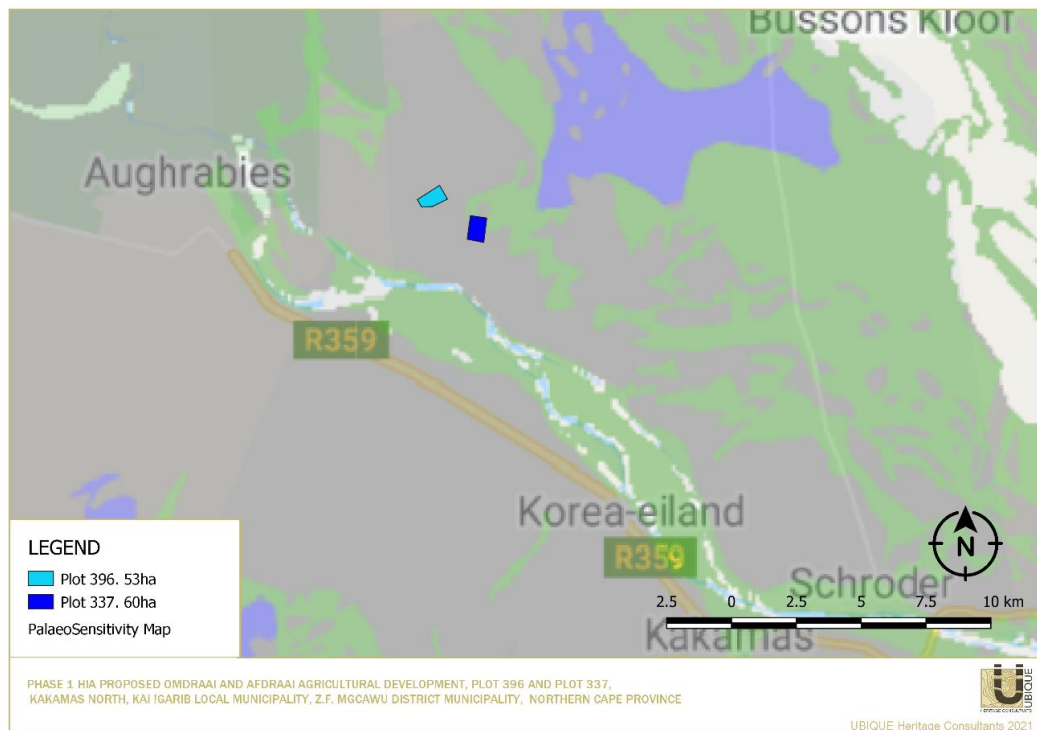 Bussons Kloof
Aughrabies
R359
Korea-eiland
R359
Schroder
Kakamas
N
2.5 0 2.5 5 7.5 10 km
LEGEND
Plot 396. 53ha
Plot 337. 60ha
PalaeoSensitivity Map
PHASE 1 HIA PROPOSED OMDRAAI AND AFDRAAI AGRICULTURAL DEVELOPMENT, PLOT 396 AND PLOT 337,
KAKAMAS NORTH, KAI !GARIB LOCAL MUNICIPALITY, Z.F. MGCAWU DISTRICT MUNICIPALITY, NORTHERN CAPE PROVINCE
UBIQUE
HERITAGE CONSULTANTS
UBIQUE Heritage Consultants 2021